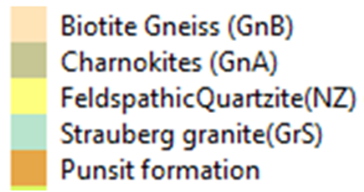 Biotite Gneiss (GnB)
Charnokites (GnA)
FeldspathicQuartzite(NZ)
Strauberg granite(GrS)
Punsit formation